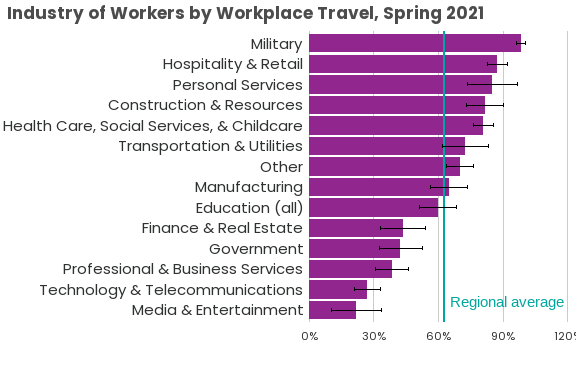 Industry of Workers by Workplace Travel, Spring 2021
Military
Hospitality & Retail
Personal Services
Construction & Resources
Health Care, Social Services, & Childcare
Transportation & Utilities
Other
Manufacturing
Education (all)
Finance & Real Estate
Government
Professional & Business Services
Technology & Telecommunications
Media & Entertainment
Regional average
0% 30% 60% 90% 120%